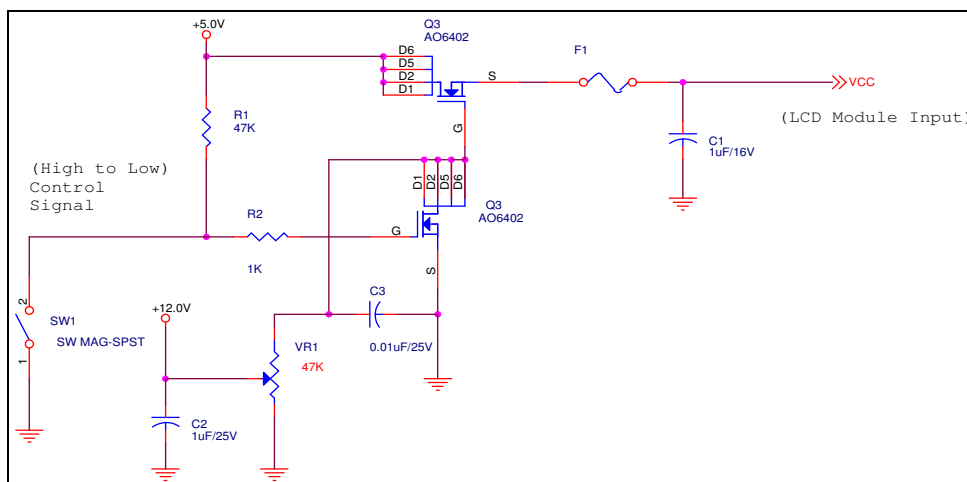 +5.0V
Q3
AO6402
D6
D5
D2
D1
S
G
F1
VCC
(LCD Module Input)
R1
47K
C1
1uF/16V
(High to Low)
Control
Signal
D1
D2
D5
D6
Q3
AO6402
R2
1K
G
S
2
SW1
SW MAG-SPST
1
+12.0V
C3
0.01uF/25V
VR1
47K
C2
1uF/25V